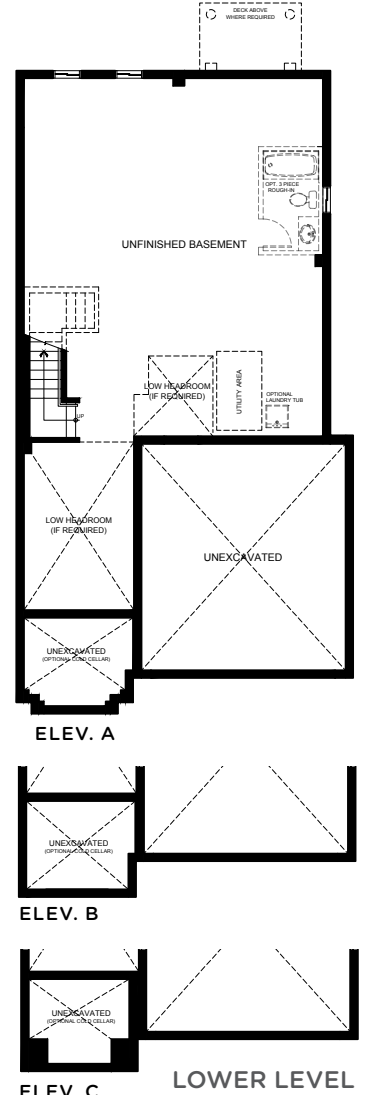 DECK ABOVE
WHERE REQUIRED
OPT. 3 PIECE
ROUGH-IN
UNFINISHED BASEMENT
LOW HEADROOM
(IF REQUIRED)
UTILITY AREA
OPTIONAL
LAUNDRY TUB
UP
LOW HEADROOM
(IF REQUIRED)
UNEXCAVATED
UNEXCAVATED
(OPTIONAL COLD CELLAR)
ELEV. A
UNEXCAVATED
(OPTIONAL COLD CELLAR)
ELEV. B
UNEXCAVATED
(OPTIONAL COLD CELLAR)
ELEV. C
LOWER LEVEL